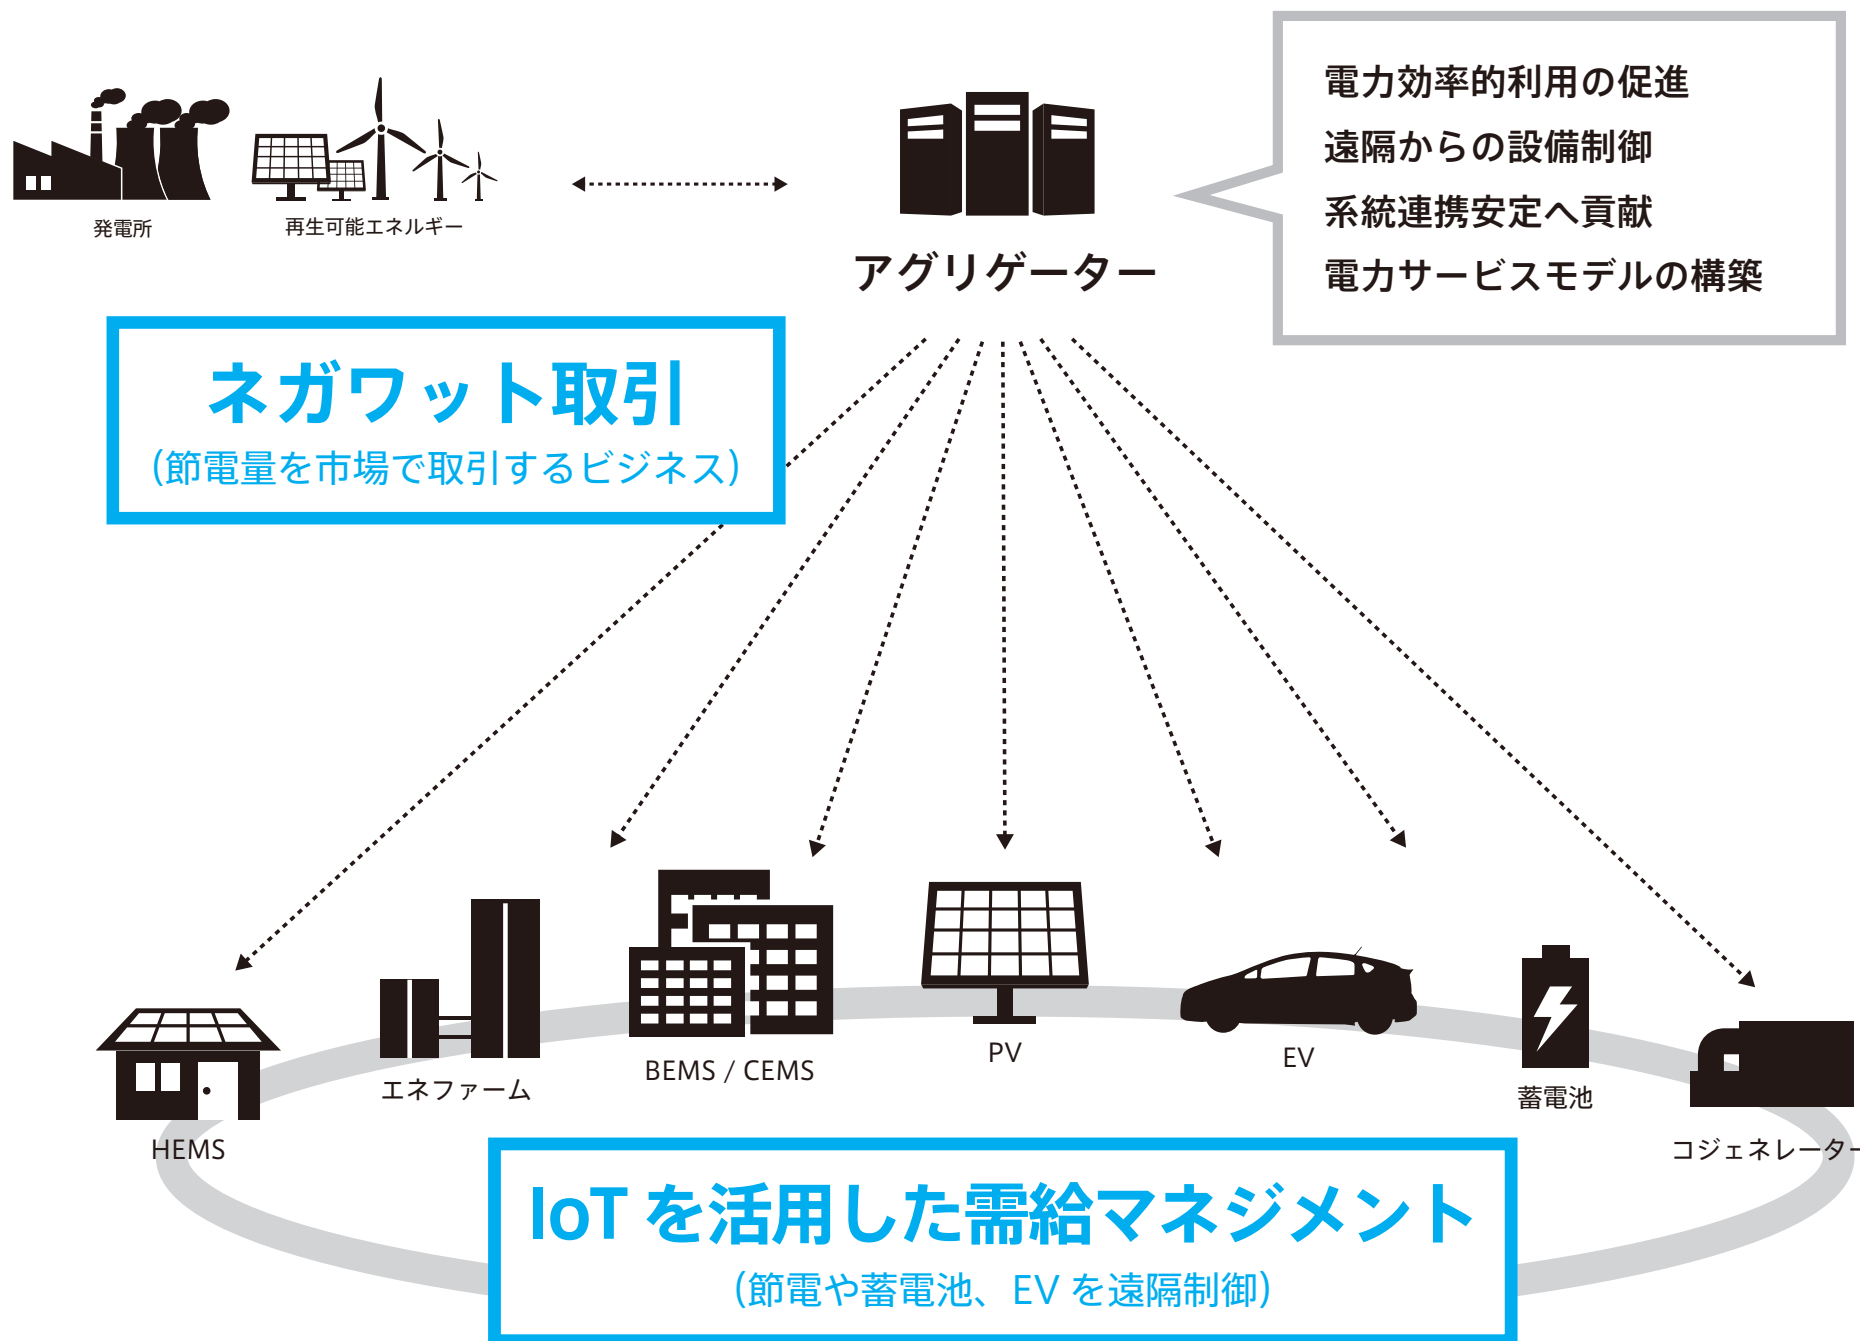 発電所
再生可能エネルギー
アグリゲーター
電力効率的利用の促進
遠隔からの設備制御
系統連携安定へ貢献
電力サービスモデルの構築
ネガワット取引
(節電量を市場で取引するビジネス)
HEMS
エネファーム
BEMS / CEMS
PV
EV
蓄電池
コジェネレーター
IoT を活用した需給マネジメント
(節電や蓄電池、EV を遠隔制御)